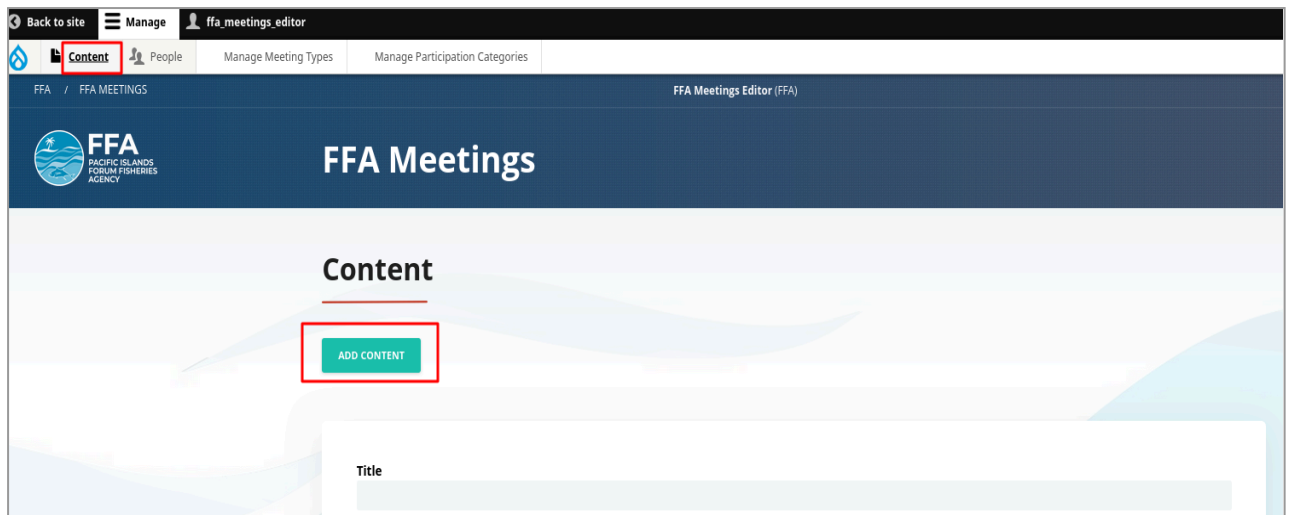 Back to site Manage ffa_meetings_editor
Content People Manage Meeting Types Manage Participation Categories
FFA / FFA MEETINGS FFA Meetings Editor (FFA)
FFA
PACIFIC ISLANDS
FORUM FISHERIES
AGENCY
FFA Meetings
Content
ADD CONTENT
Title